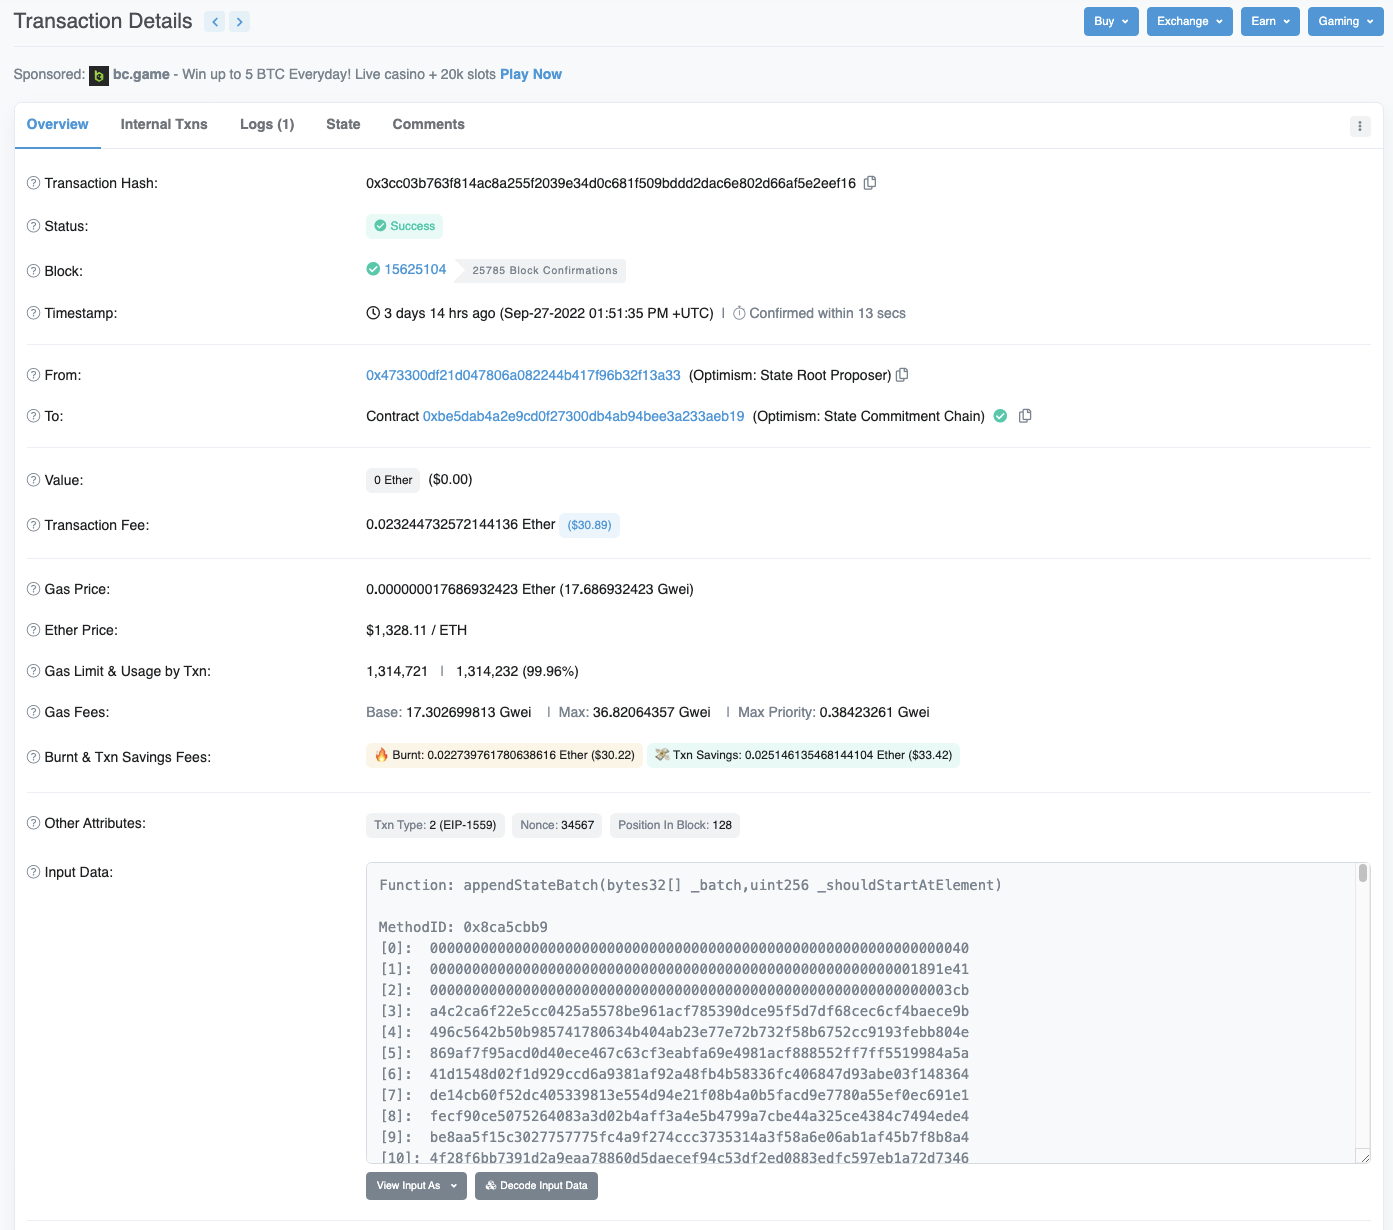 Transaction Details
Buy
Exchange
Earn
Gaming
Sponsored: bc.game - Win up to 5 BTC Everyday! Live casino + 20k slots Play Now
Overview Internal Txns Logs (1) State Comments
Transaction Hash: 0x3cc03b763f814ac8a255f2039e34d0c681f509bddd2dac6e802d66af5e2eef16
Status: Success
Block: 15625104 25785 Block Confirmations
Timestamp: 3 days 14 hrs ago (Sep-27-2022 01:51:35 PM +UTC) | Confirmed within 13 secs
From: 0x473300df21d047806a082244b417f96b32f13a33 (Optimism: State Root Proposer)
To: Contract 0xbe5dab4a2e9cd0f27300db4ab94bee3a233aeb19 (Optimism: State Commitment Chain)
Value: 0 Ether ($0.00)
Transaction Fee: 0.023244732572144136 Ether ($30.89)
Gas Price: 0.000000017686932423 Ether (17.686932423 Gwei)
Ether Price: $1,328.11 / ETH
Gas Limit & Usage by Txn: 1,314,721 | 1,314,232 (99.96%)
Gas Fees: Base: 17.302699813 Gwei | Max: 36.82064357 Gwei | Max Priority: 0.38423261 Gwei
Burnt & Txn Savings Fees: Burnt: 0.022739761780638616 Ether ($30.22) Txn Savings: 0.025146135468144104 Ether ($33.42)
Other Attributes: Txn Type: 2 (EIP-1559) Nonce: 34567 Position In Block: 128
Input Data:
Function: appendStateBatch(bytes32[] _batch,uint256 _shouldStartAtElement)
MethodID: 0x8ca5cbb9
[0]: 0000000000000000000000000000000000000000000000000000000000000040
[1]: 0000000000000000000000000000000000000000000000000000000001891e41
[2]: 00000000000000000000000000000000000000000000000000000000000003cb
[3]: a4c2ca6f22e5cc0425a5578be961acf785390dce95f5d7df68cec6cf4baece9b
[4]: 496c5642b50b985741780634b404ab23e77e72b732f58b6752cc9193febb804e
[5]: 869af7f95acd0d40ece467c63cf3eabfa69e4981acf888552ff7ff5519984a5a
[6]: 41d1548d02f1d929ccd6a9381af92a48fb4b58336fc406847d93abe03f148364
[7]: de14cb60f52dc405339813e554d94e21f08b4a0b5facd9e7780a55ef0ec691e1
[8]: fecf90ce5075264083a3d02b4aff3a4e5b4799a7cbe44a325ce4384c7494ede4
[9]: be8aa5f15c3027757775fc4a9f274ccc3735314a3f58a6e06ab1af45b7f8b8a4
[10]: 4f28f6bb7391d2a9eaa78860d5daecef94c53df2ed0883edfc597eb1a72d7346
View Input As
Decode Input Data